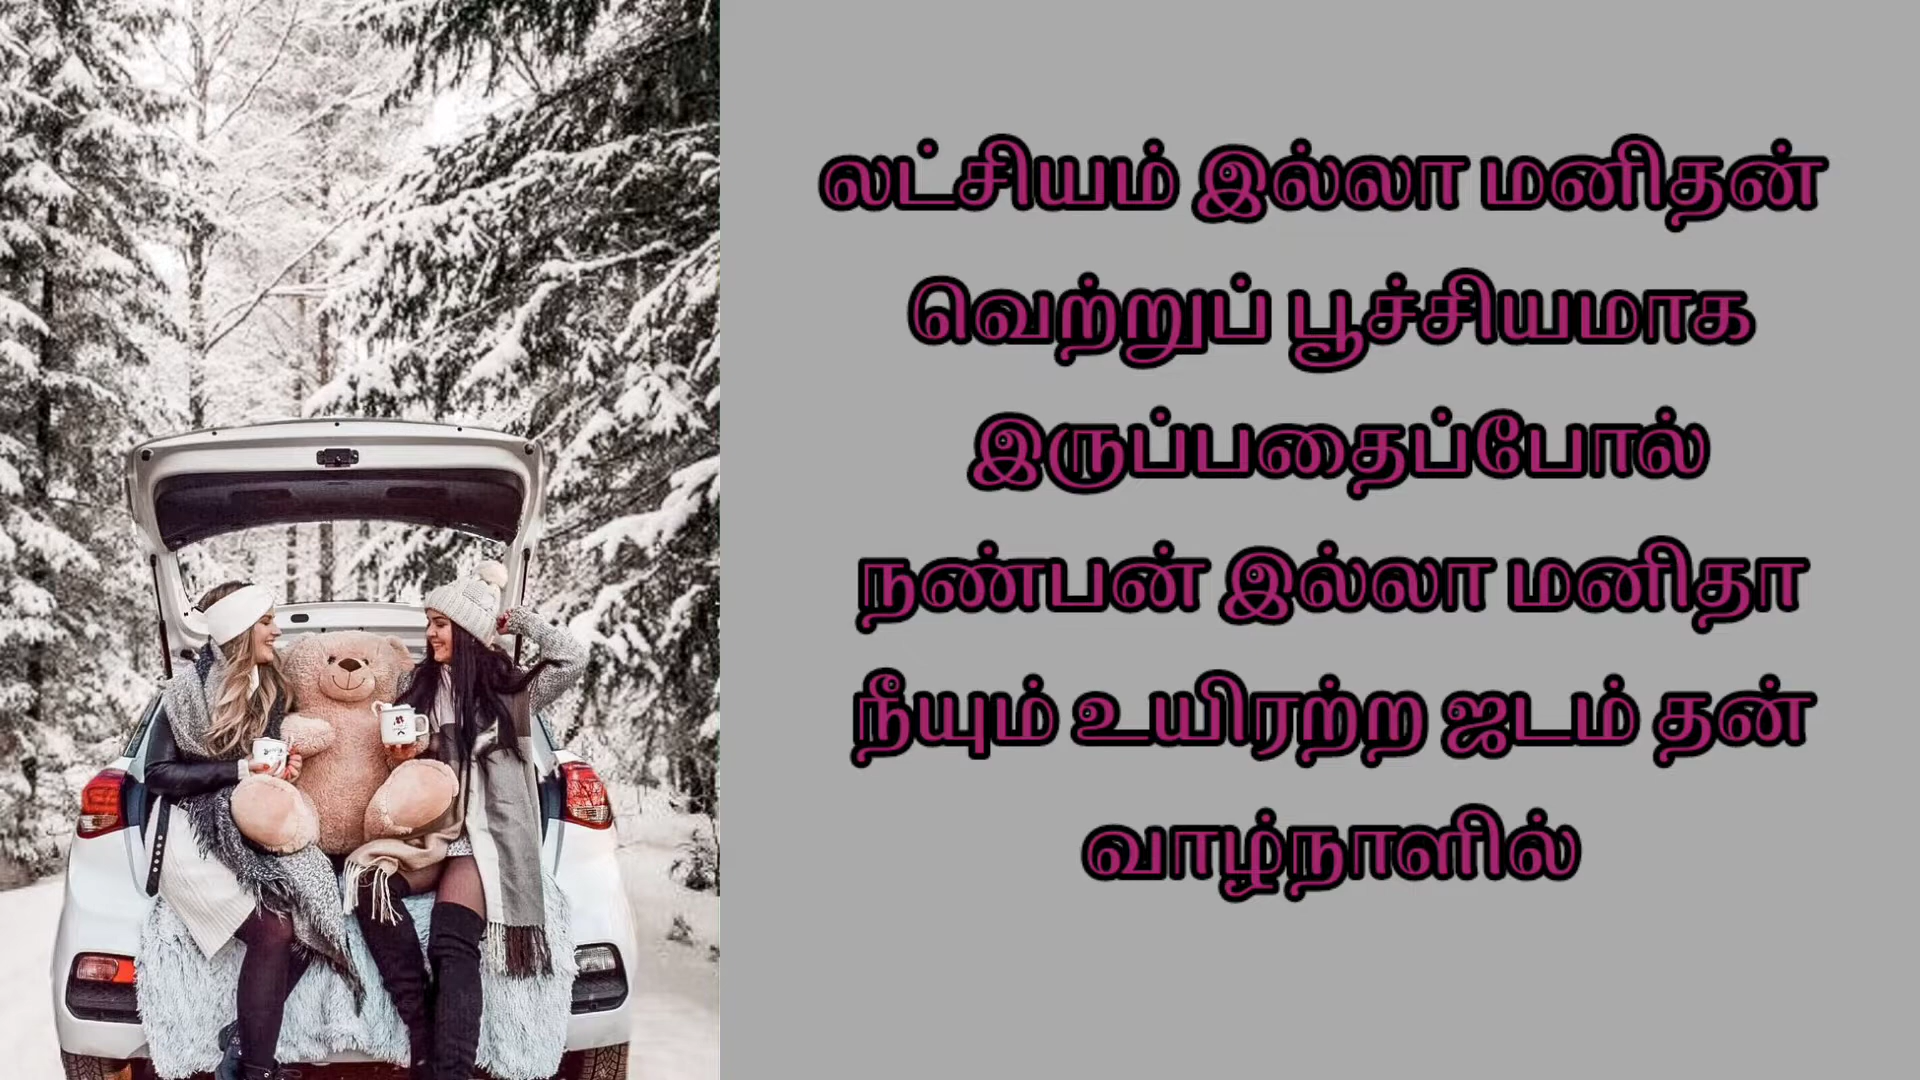 லட்சியம் இல்லா மனிதன்
வெற்றுப் பூச்சியமாக
இருப்பதைப்போல்
நண்பன் இல்லா மனிதா
நீயும் உயிரற்ற ஜடம் தன்
வாழ்நாளில்